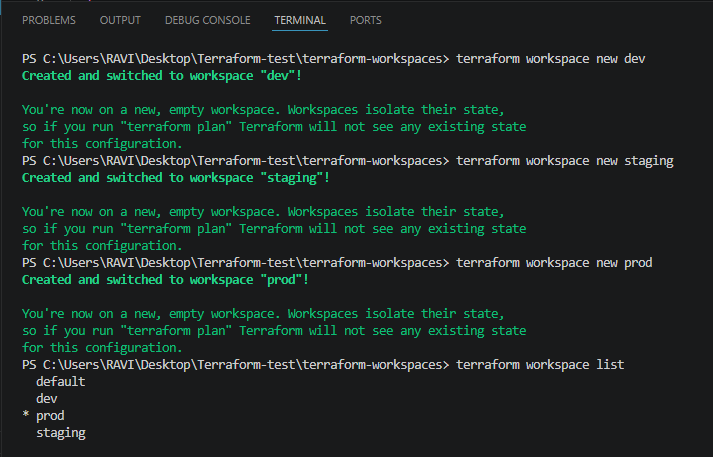 PROBLEMS OUTPUT DEBUG CONSOLE TERMINAL PORTS
PS C:\Users\RAVI\Desktop\Terraform-test\terraform-workspaces> terraform workspace new dev
Created and switched to workspace "dev"!
You're now on a new, empty workspace. Workspaces isolate their state,
so if you run "terraform plan" Terraform will not see any existing state
for this configuration.
PS C:\Users\RAVI\Desktop\Terraform-test\terraform-workspaces> terraform workspace new staging
Created and switched to workspace "staging"!
You're now on a new, empty workspace. Workspaces isolate their state,
so if you run "terraform plan" Terraform will not see any existing state
for this configuration.
PS C:\Users\RAVI\Desktop\Terraform-test\terraform-workspaces> terraform workspace new prod
Created and switched to workspace "prod"!
You're now on a new, empty workspace. Workspaces isolate their state,
so if you run "terraform plan" Terraform will not see any existing state
for this configuration.
PS C:\Users\RAVI\Desktop\Terraform-test\terraform-workspaces> terraform workspace list
  default
  dev
* prod
  staging